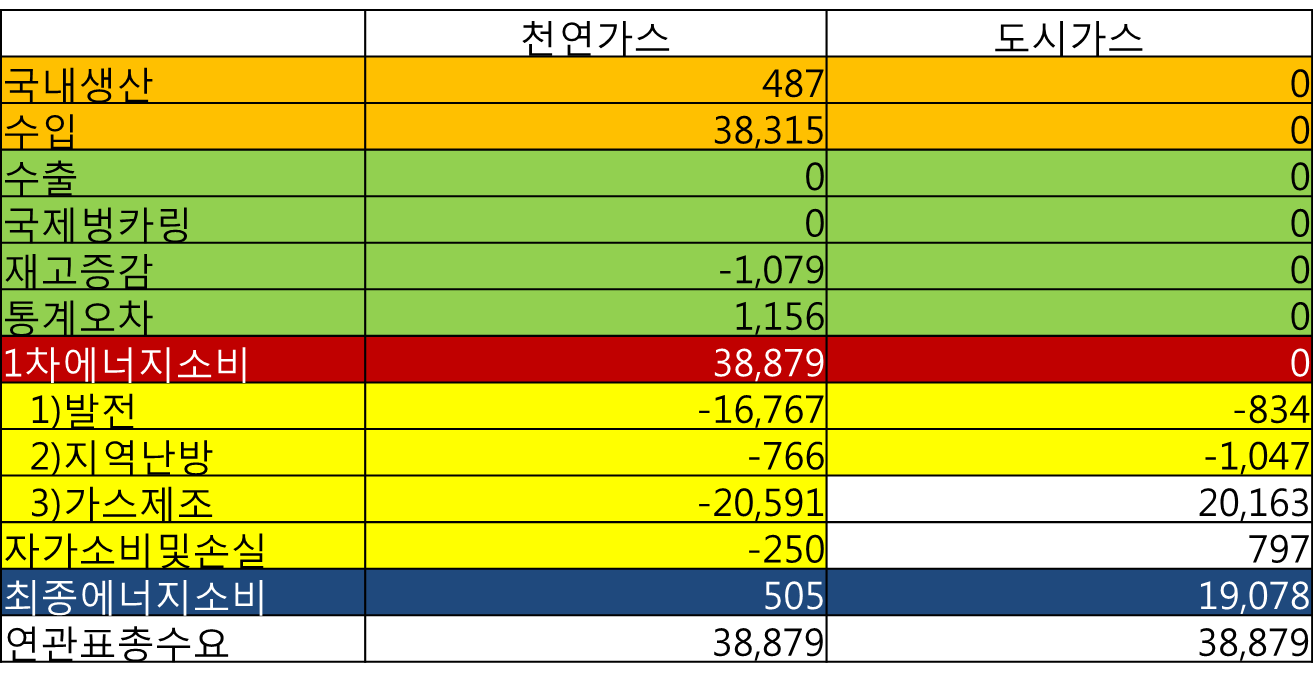 천연가스 도시가스
국내생산 487 0
수입 38,315 0
수출 0 0
국제벙카링 0 0
재고증감 -1,079 0
통계오차 1,156 0
1차에너지소비 38,879 0
1)발전 -16,767 -834
2)지역난방 -766 -1,047
3)가스제조 -20,591 20,163
자가소비및손실 -250 797
최종에너지소비 505 19,078
연관표총수요 38,879 38,879